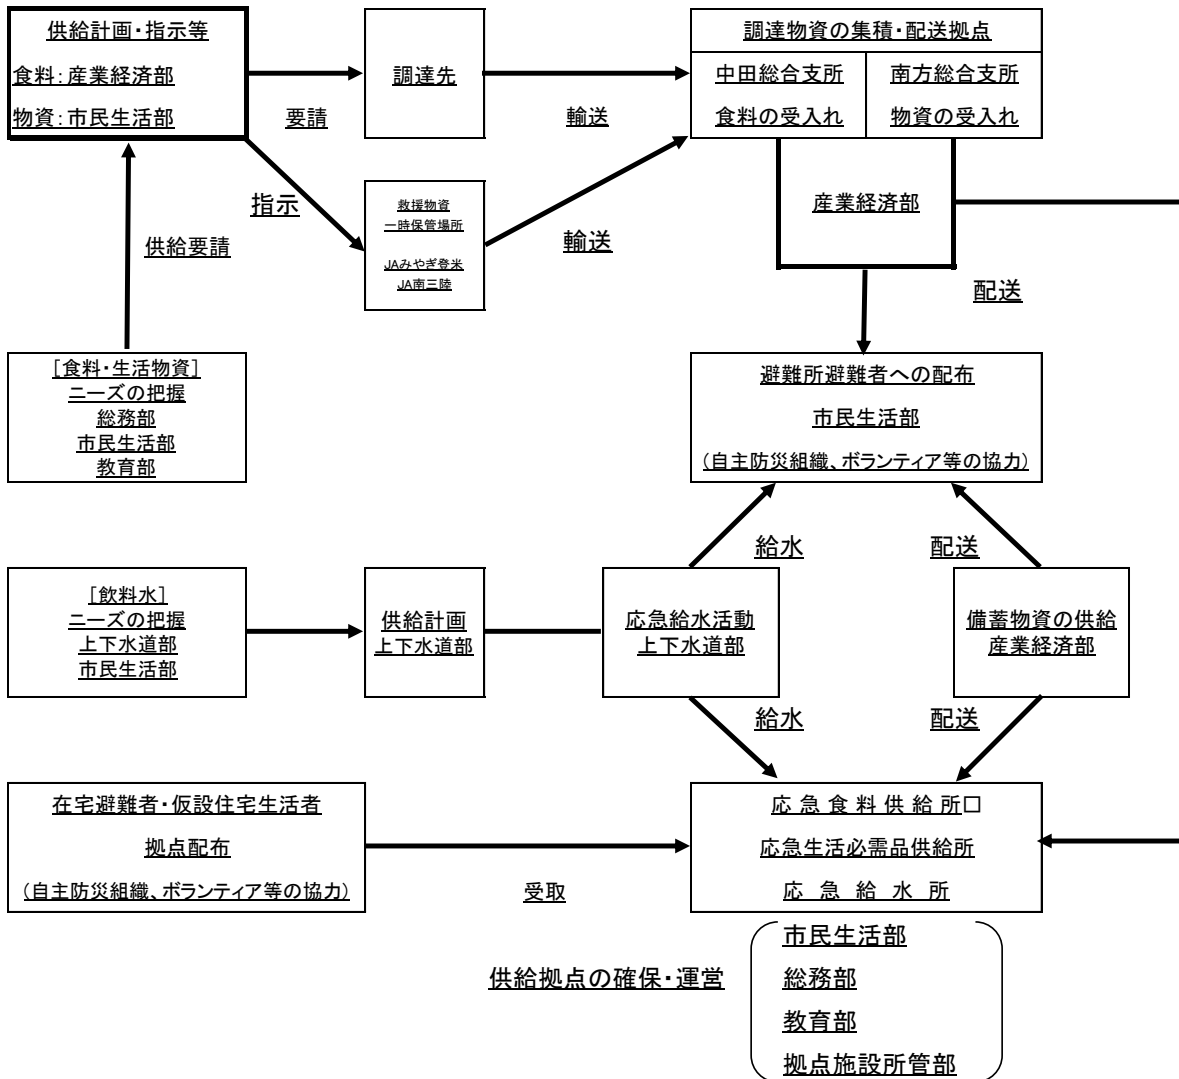 供給計画・指示等
食料：産業経済部
物資：市民生活部
要請
調達先
輸送
調達物資の集積・配送拠点
中田総合支所
食料の受入れ
南方総合支所
物資の受入れ
産業経済部
指示
救援物資
一時保管場所
JAみやぎ登米
JA南三陸
輸送
供給要請
配送
[食料・生活物資]
ニーズの把握
総務部
市民生活部
教育部
避難所避難者への配布
市民生活部
（自主防災組織、ボランティア等の協力）
給水
配送
[飲料水]
ニーズの把握
上下水道部
市民生活部
供給計画
上下水道部
応急給水活動
上下水道部
備蓄物資の供給
産業経済部
給水
配送
在宅避難者・仮設住宅生活者
拠点配布
（自主防災組織、ボランティア等の協力）
受取
応急食料供給所□
応急生活必需品供給所
応急給水所
供給拠点の確保・運営
市民生活部
総務部
教育部
拠点施設所管部